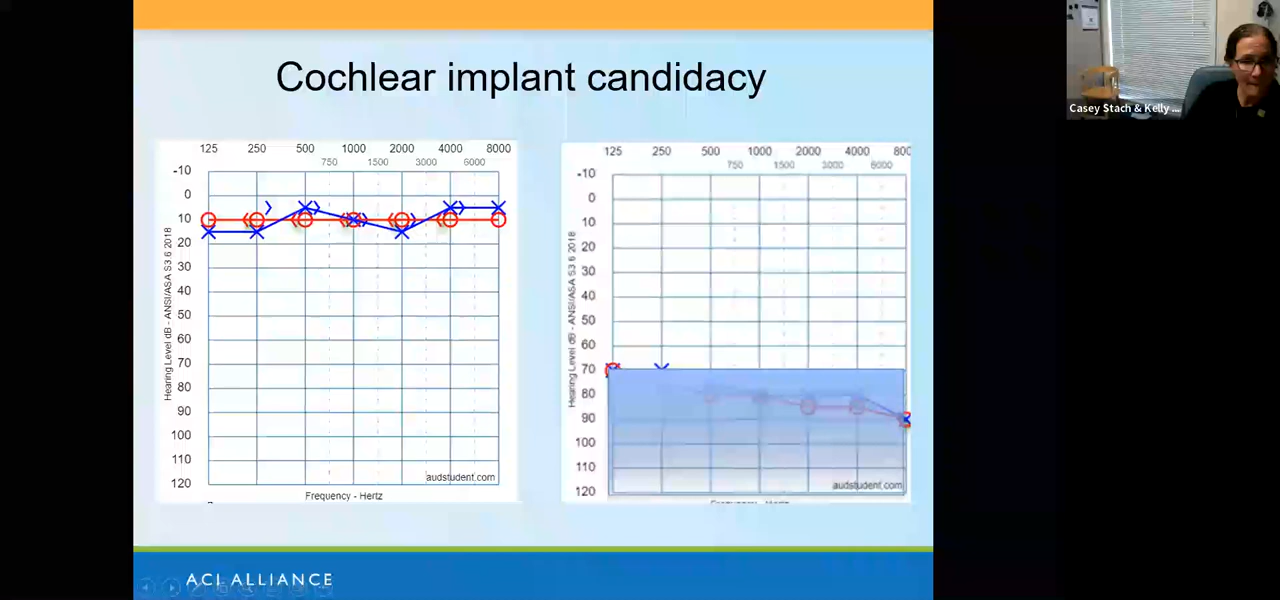 Cochlear implant candidacy
125 250 500 1000 2000 4000 8000
750 1500 3000 6000
-10
0
10
20
30
40
50
60
70
80
90
100
110
120
Hearing Level dB - ANSI/ASA S3.6 2018
audstudent.com
Frequency - Hertz
125 250 500 1000 2000 4000 800
750 1500 3000 6000
-10
0
10
20
30
40
50
60
70
80
90
100
110
120
Hearing Level dB - ANSI/ASA S3.6 2018
audstudent.com
ACI ALLIANCE
Casey Stach & Kelly ...